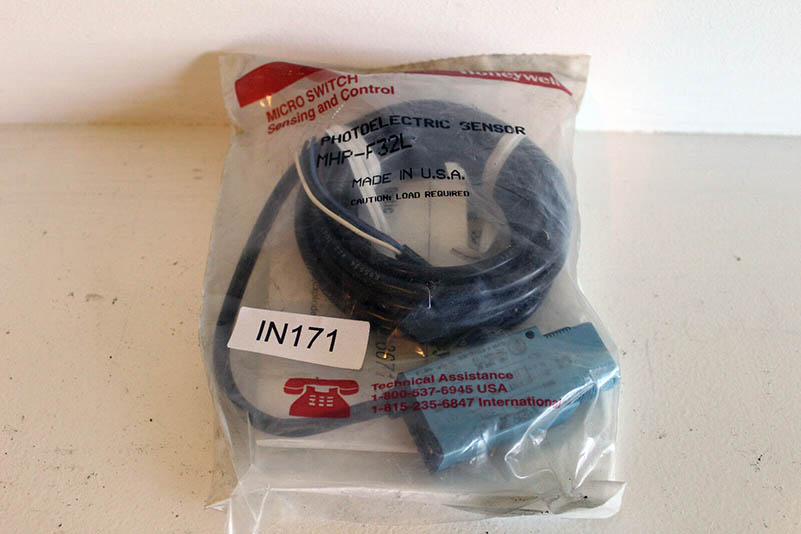 Honeywell
MICRO SWITCH
Sensing and Control
PHOTOELECTRIC SENSOR
MHP-F32L
MADE IN U.S.A.
CAUTION: LOAD REQUIRED
IN171
Technical Assistance
1-800-537-6945 USA
1-815-235-6847 International